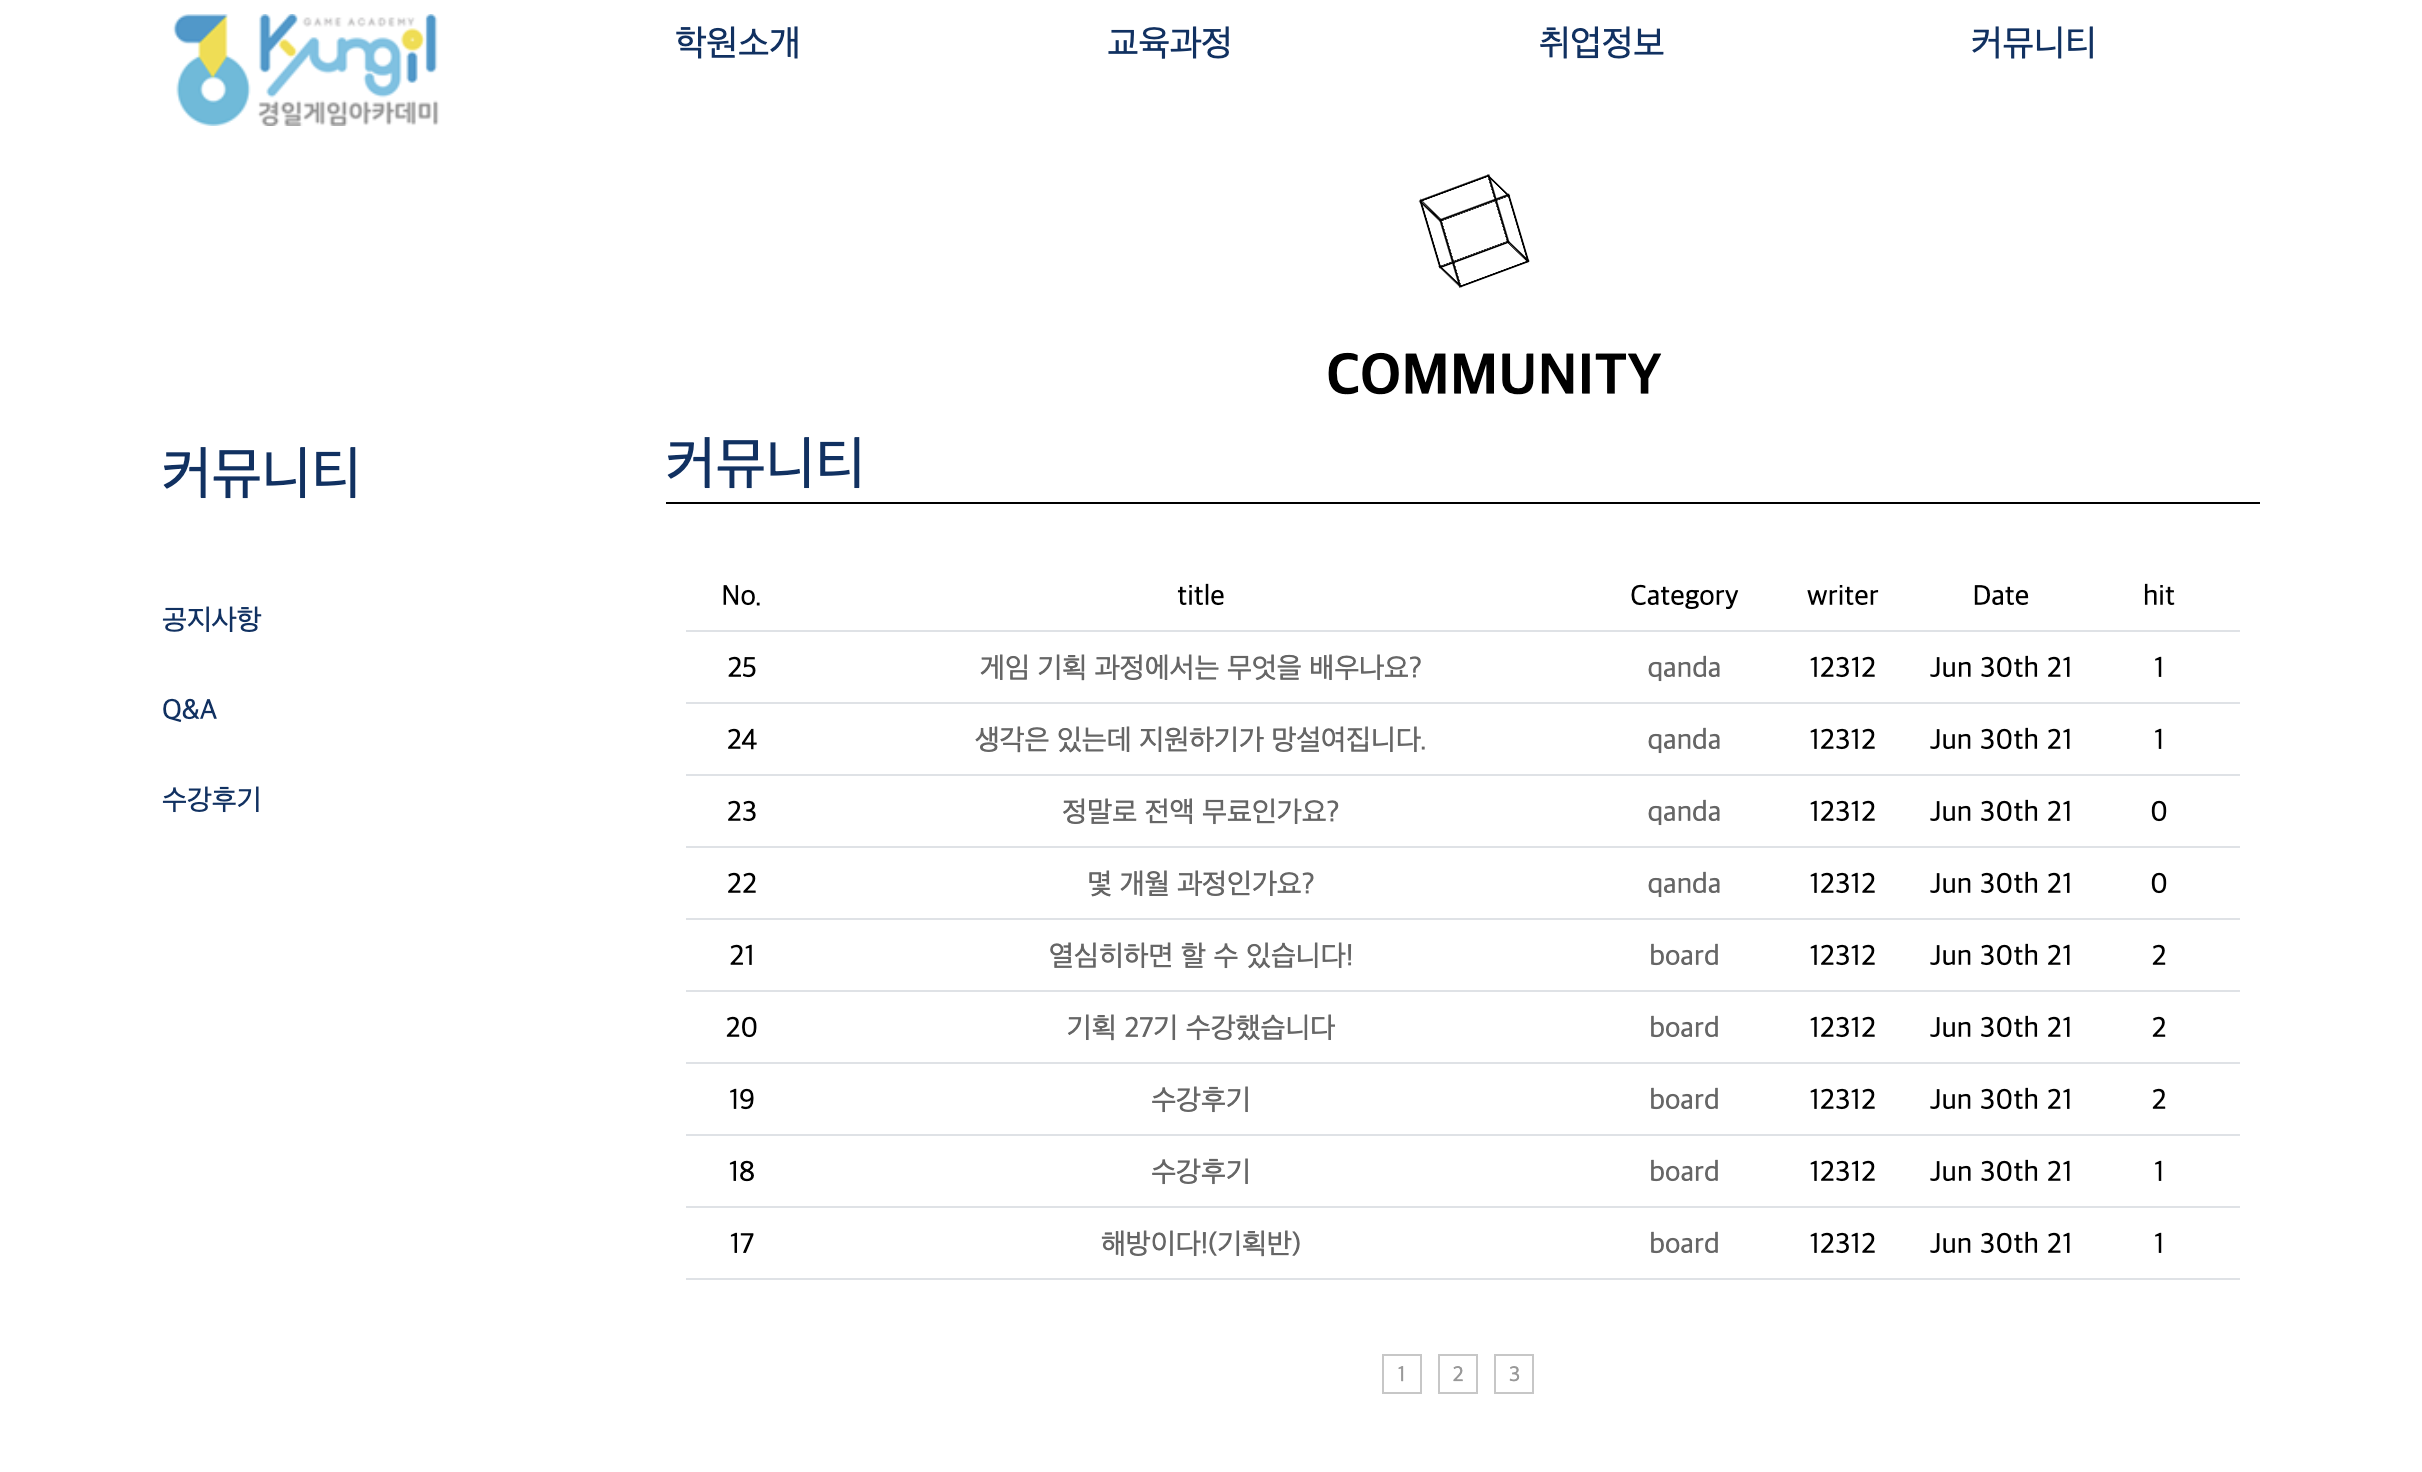 GAME ACADEMY
Kyungil
경일게임아카데미
학원소개 교육과정 취업정보 커뮤니티
COMMUNITY
커뮤니티
공지사항
Q&A
수강후기
커뮤니티
No. title Category writer Date hit
25 게임 기획 과정에서는 무엇을 배우나요? qanda 12312 Jun 30th 21 1
24 생각은 있는데 지원하기가 망설여집니다. qanda 12312 Jun 30th 21 1
23 정말로 전액 무료인가요? qanda 12312 Jun 30th 21 0
22 몇 개월 과정인가요? qanda 12312 Jun 30th 21 0
21 열심히하면 할 수 있습니다! board 12312 Jun 30th 21 2
20 기획 27기 수강했습니다 board 12312 Jun 30th 21 2
19 수강후기 board 12312 Jun 30th 21 2
18 수강후기 board 12312 Jun 30th 21 1
17 해방이다!(기획반) board 12312 Jun 30th 21 1
1 2 3